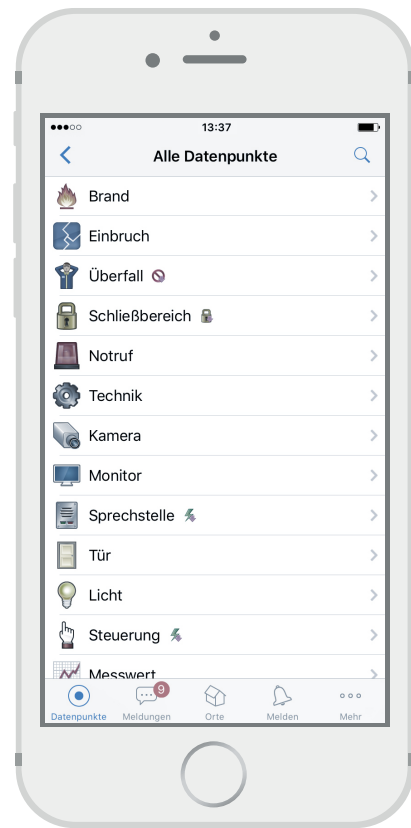 13:37
Alle Datenpunkte
Brand
Einbruch
Überfall
Schließbereich
Notruf
Technik
Kamera
Monitor
Sprechstelle
Tür
Licht
Steuerung
Messwert
9
Datenpunkte Meldungen Orte Melden Mehr